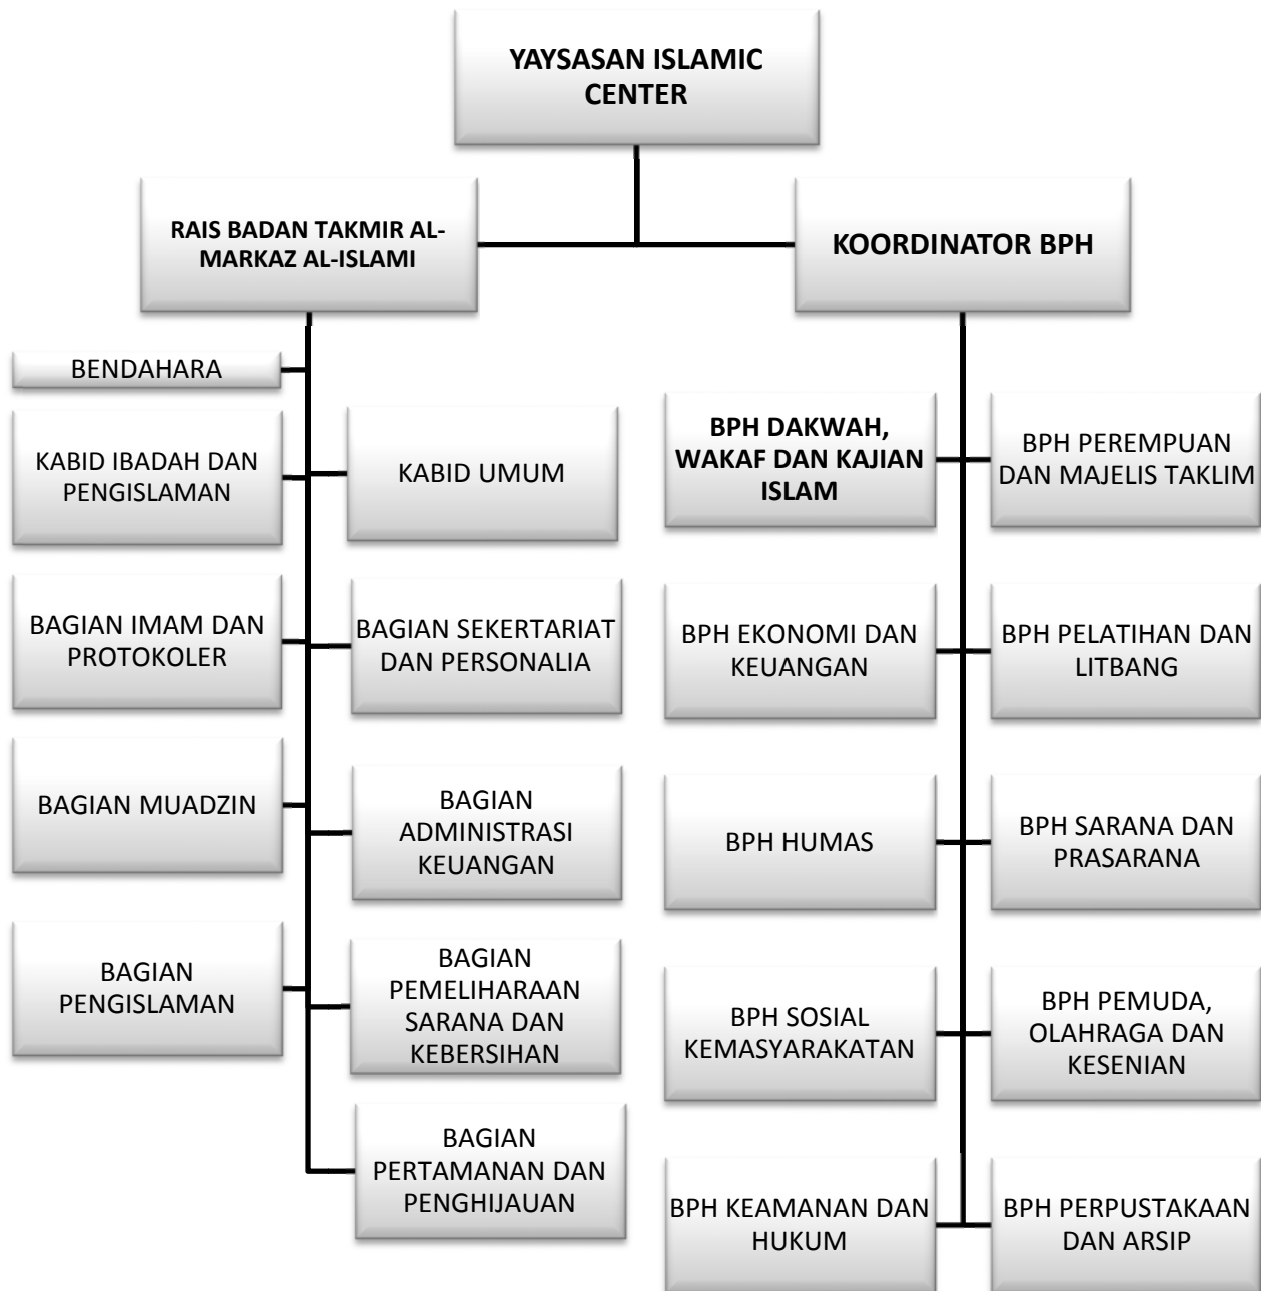 YAYSASAN ISLAMIC
CENTER
RAIS BADAN TAKMIR AL-
MARKAZ AL-ISLAMI
KOORDINATOR BPH
BENDAHARA
KABID IBADAH DAN
PENGISLAMAN
KABID UMUM
BAGIAN IMAM DAN
PROTOKOLER
BAGIAN SEKERTARIAT
DAN PERSONALIA
BAGIAN MUADZIN
BAGIAN
ADMINISTRASI
KEUANGAN
BAGIAN
PENGISLAMAN
BAGIAN
PEMELIHARAAN
SARANA DAN
KEBERSIHAN
BAGIAN
PERTAMANAN DAN
PENGHIJAUAN
BPH DAKWAH,
WAKAF DAN KAJIAN
ISLAM
BPH PEREMPUAN
DAN MAJELIS TAKLIM
BPH EKONOMI DAN
KEUANGAN
BPH PELATIHAN DAN
LITBANG
BPH HUMAS
BPH SARANA DAN
PRASARANA
BPH SOSIAL
KEMASYARAKATAN
BPH PEMUDA,
OLAHRAGA DAN
KESENIAN
BPH KEAMANAN DAN
HUKUM
BPH PERPUSTAKAAN
DAN ARSIP